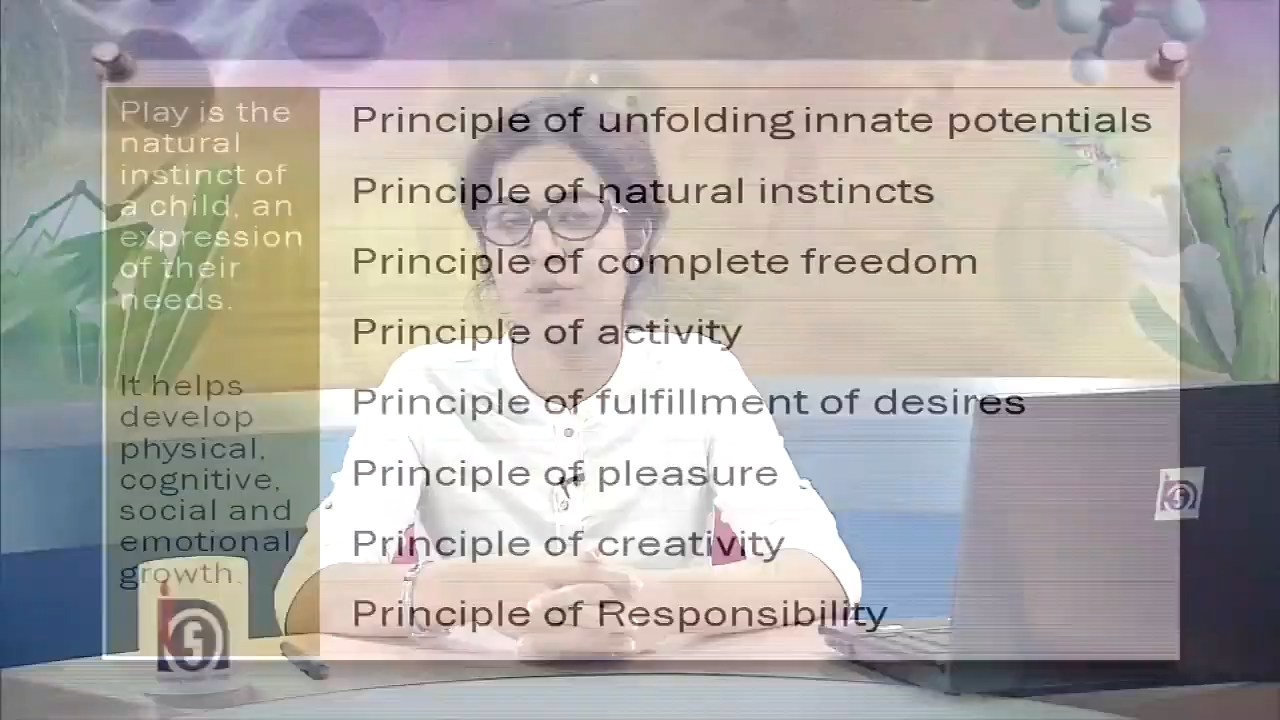 Play is the
natural
instinct of
a child, an
expression
of their
needs.
It helps
develop
physical,
cognitive,
social and
emotional
growth.
Principle of unfolding innate potentials
Principle of natural instincts
Principle of complete freedom
Principle of activity
Principle of fulfillment of desires
Principle of pleasure
Principle of creativity
Principle of Responsibility